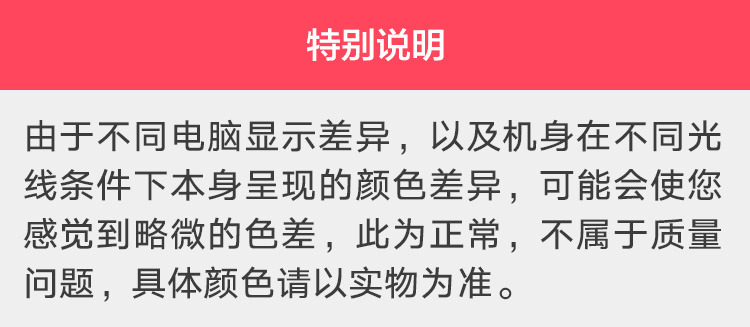 特别说明
由于不同电脑显示差异，以及机身在不同光
线条件下本身呈现的颜色差异，可能会使您
感觉到略微的色差，此为正常，不属于质量
问题，具体颜色请以实物为准。